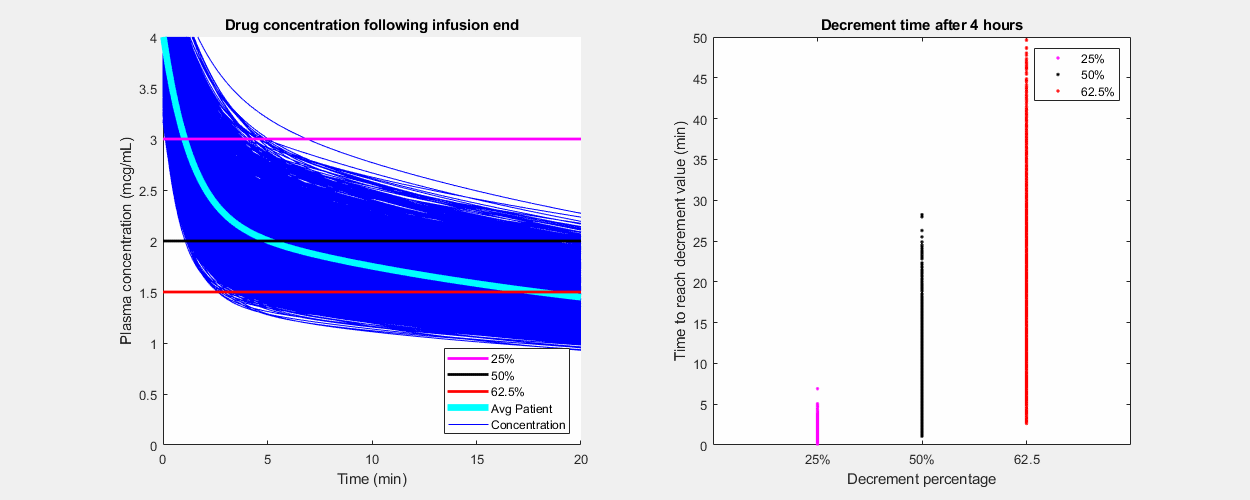 Drug concentration following infusion end
Plasma concentration (mcg/mL)
4
3.5
3
2.5
2
1.5
1
0.5
0
0 5 10 15 20
Time (min)
25%
50%
62.5%
Avg Patient
Concentration
Decrement time after 4 hours
Time to reach decrement value (min)
50
45
40
35
30
25
20
15
10
5
0
25% 50% 62.5
Decrement percentage
25%
50%
62.5%